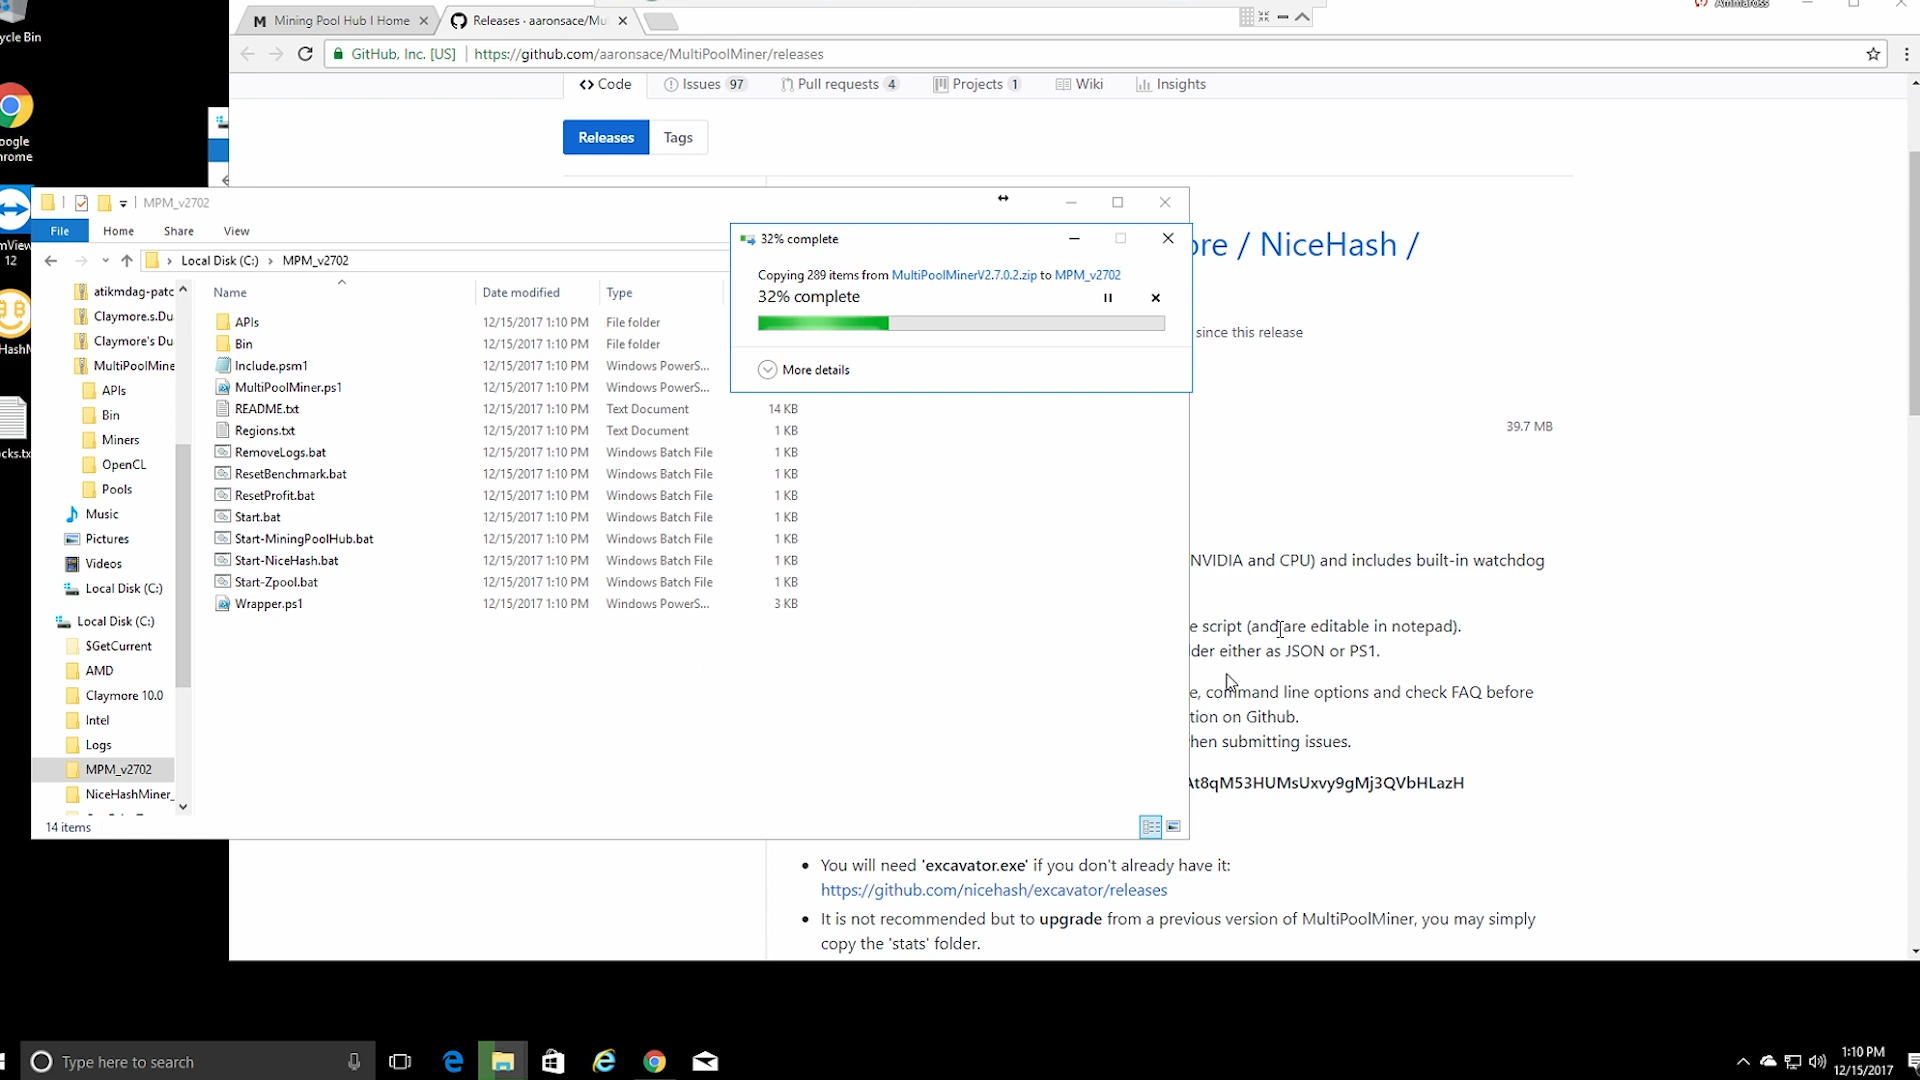 cycle Bin
Google
Chrome
TeamViewer
12
NiceHashM
cks.txt
Mining Pool Hub I Home
Releases · aaronsace/Mu
Ammaross
GitHub, Inc. [US] https://github.com/aaronsace/MultiPoolMiner/releases
Code
Issues 97
Pull requests 4
Projects 1
Wiki
Insights
Releases
Tags
ore / NiceHash /
since this release
39.7 MB
NVIDIA and CPU) and includes built-in watchdog
e script (and are editable in notepad).
lder either as JSON or PS1.
e, command line options and check FAQ before
tion on Github.
hen submitting issues.
At8qM53HUMsUxvy9gMj3QVbHLazH
You will need 'excavator.exe' if you don't already have it:
https://github.com/nicehash/excavator/releases
It is not recommended but to upgrade from a previous version of MultiPoolMiner, you may simply
copy the 'stats' folder.
MPM_v2702
File Home Share View
Local Disk (C:) MPM_v2702
atikmdag-patc
Claymore.s.Du
Claymore's Du
MultiPoolMine
APIs
Bin
Miners
OpenCL
Pools
Music
Pictures
Videos
Local Disk (C:)
Local Disk (C:)
$GetCurrent
AMD
Claymore 10.0
Intel
Logs
MPM_v2702
NiceHashMiner_
14 items
Name Date modified Type
APIs 12/15/2017 1:10 PM File folder
Bin 12/15/2017 1:10 PM File folder
Include.psm1 12/15/2017 1:10 PM Windows PowerS...
MultiPoolMiner.ps1 12/15/2017 1:10 PM Windows PowerS...
README.txt 12/15/2017 1:10 PM Text Document 14 KB
Regions.txt 12/15/2017 1:10 PM Text Document 1 KB
RemoveLogs.bat 12/15/2017 1:10 PM Windows Batch File 1 KB
ResetBenchmark.bat 12/15/2017 1:10 PM Windows Batch File 1 KB
ResetProfit.bat 12/15/2017 1:10 PM Windows Batch File 1 KB
Start.bat 12/15/2017 1:10 PM Windows Batch File 1 KB
Start-MiningPoolHub.bat 12/15/2017 1:10 PM Windows Batch File 1 KB
Start-NiceHash.bat 12/15/2017 1:10 PM Windows Batch File 1 KB
Start-Zpool.bat 12/15/2017 1:10 PM Windows Batch File 1 KB
Wrapper.ps1 12/15/2017 1:10 PM Windows PowerS... 3 KB
32% complete
Copying 289 items from MultiPoolMinerV2.7.0.2.zip to MPM_v2702
32% complete
More details
Type here to search
1:10 PM
12/15/2017